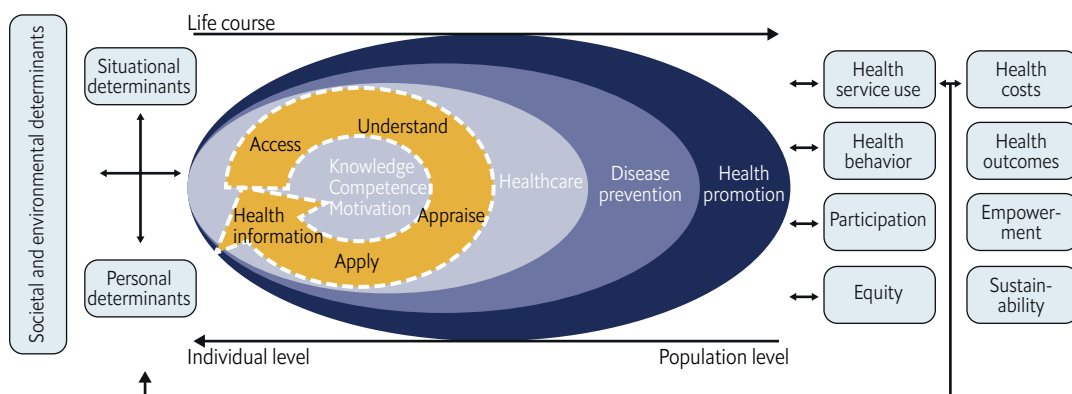 Societal and environmental determinants
Situational
determinants
Personal
determinants
Life course
Access
Understand
Knowledge
Competence
Motivation
Health
information
Appraise
Apply
Healthcare
Disease
prevention
Health
promotion
Individual level
Population level
Health
service use
Health
behavior
Participation
Equity
Health
costs
Health
outcomes
Empower-
ment
Sustain-
ability